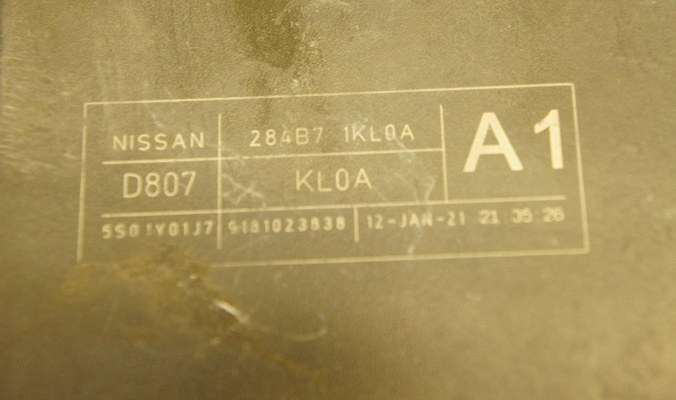 NISSAN 284B7 1KL0A A1
D807 KL0A
5S01Y01J7 9181023838 12-JAN-21 21:35:26